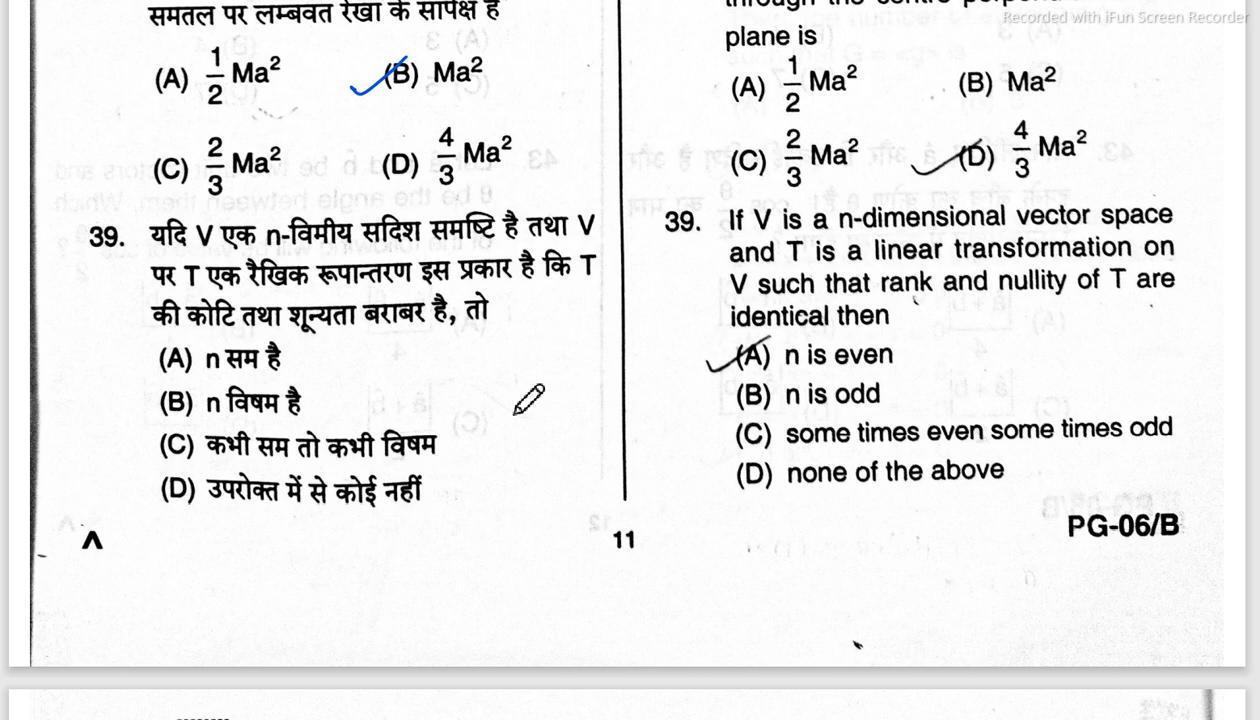 समतल पर लम्बवत रेखा के सापेक्ष है
(A) 1/2 Ma² (B) Ma²
(C) 2/3 Ma² (D) 4/3 Ma²
39. यदि V एक n-विमीय सदिश समष्टि है तथा V
पर T एक रैखिक रूपान्तरण इस प्रकार है कि T
की कोटि तथा शून्यता बराबर है, तो
(A) n सम है
(B) n विषम है
(C) कभी सम तो कभी विषम
(D) उपरोक्त में से कोई नहीं
Recorded with iFun Screen Recorder
plane is
(A) 1/2 Ma² (B) Ma²
(C) 2/3 Ma² (D) 4/3 Ma²
39. If V is a n-dimensional vector space
and T is a linear transformation on
V such that rank and nullity of T are
identical then
(A) n is even
(B) n is odd
(C) some times even some times odd
(D) none of the above
11
PG-06/B